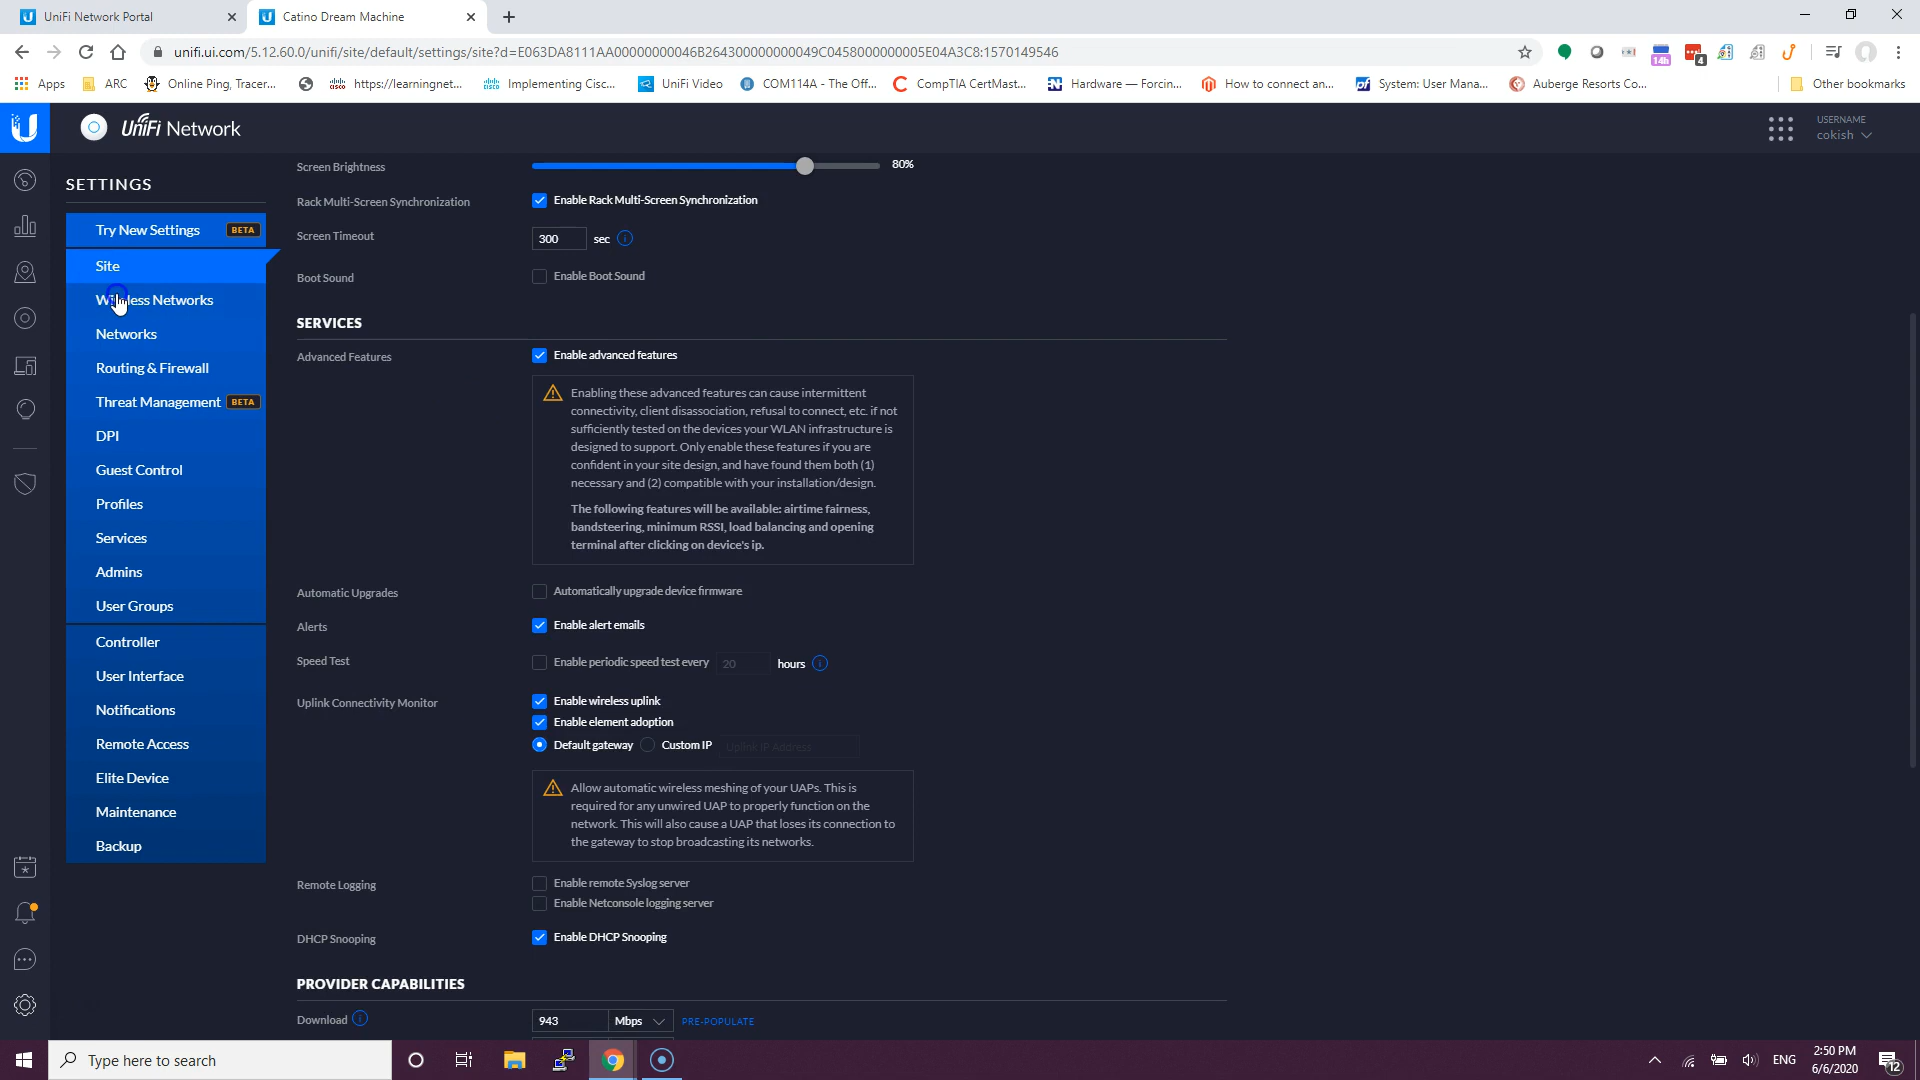 UniFi Network Portal
Catino Dream Machine
unifi.ui.com/5.12.60.0/unifi/site/default/settings/site?d=E063DA8111AA00000000046B264300000000049C0458000000005E04A3C8:1570149546
14h
4
Apps
ARC
Online Ping, Tracer...
https://learningnet...
Implementing Cisc...
UniFi Video
COM114A - The Off...
CompTIA CertMast...
Hardware — Forcin...
How to connect an...
System: User Mana...
Auberge Resorts Co...
Other bookmarks
UniFi Network
USERNAME
cokish
SETTINGS
Try New Settings BETA
Site
Wireless Networks
Networks
Routing & Firewall
Threat Management BETA
DPI
Guest Control
Profiles
Services
Admins
User Groups
Controller
User Interface
Notifications
Remote Access
Elite Device
Maintenance
Backup
Screen Brightness 80%
Rack Multi-Screen Synchronization Enable Rack Multi-Screen Synchronization
Screen Timeout 300 sec
Boot Sound Enable Boot Sound
SERVICES
Advanced Features Enable advanced features
Enabling these advanced features can cause intermittent
connectivity, client disassociation, refusal to connect, etc. if not
sufficiently tested on the devices your WLAN infrastructure is
designed to support. Only enable these features if you are
confident in your site design, and have found them both (1)
necessary and (2) compatible with your installation/design.
The following features will be available: airtime fairness,
bandsteering, minimum RSSI, load balancing and opening
terminal after clicking on device's ip.
Automatic Upgrades Automatically upgrade device firmware
Alerts Enable alert emails
Speed Test Enable periodic speed test every 20 hours
Uplink Connectivity Monitor Enable wireless uplink
Enable element adoption
Default gateway Custom IP Uplink IP Address
Allow automatic wireless meshing of your UAPs. This is
required for any unwired UAP to properly function on the
network. This will also cause a UAP that loses its connection to
the gateway to stop broadcasting its networks.
Remote Logging Enable remote Syslog server
Enable Netconsole logging server
DHCP Snooping Enable DHCP Snooping
PROVIDER CAPABILITIES
Download 943 Mbps PRE-POPULATE
Type here to search
ENG
2:50 PM
6/6/2020
12